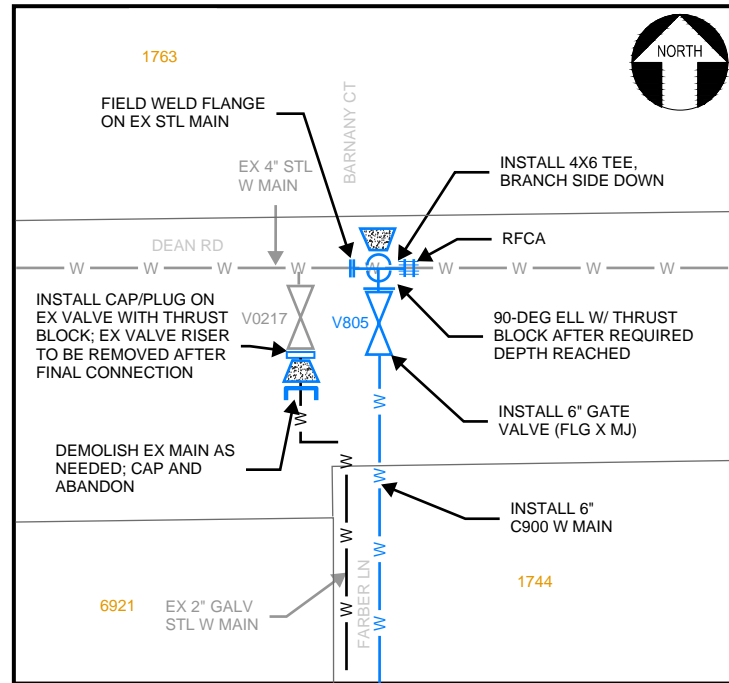 1763
NORTH
BARNANY CT
FIELD WELD FLANGE
ON EX STL MAIN
EX 4" STL
W MAIN
INSTALL 4X6 TEE,
BRANCH SIDE DOWN
RFCA
DEAN RD
W W W W W W W W W
INSTALL CAP/PLUG ON
EX VALVE WITH THRUST
BLOCK; EX VALVE RISER
TO BE REMOVED AFTER
FINAL CONNECTION
V0217
V805
90-DEG ELL W/ THRUST
BLOCK AFTER REQUIRED
DEPTH REACHED
INSTALL 6" GATE
VALVE (FLG X MJ)
DEMOLISH EX MAIN AS
NEEDED; CAP AND
ABANDON
W
W
W
W
W
W
W
W
W
INSTALL 6"
C900 W MAIN
6921
EX 2" GALV
STL W MAIN
FARBER LN
1744